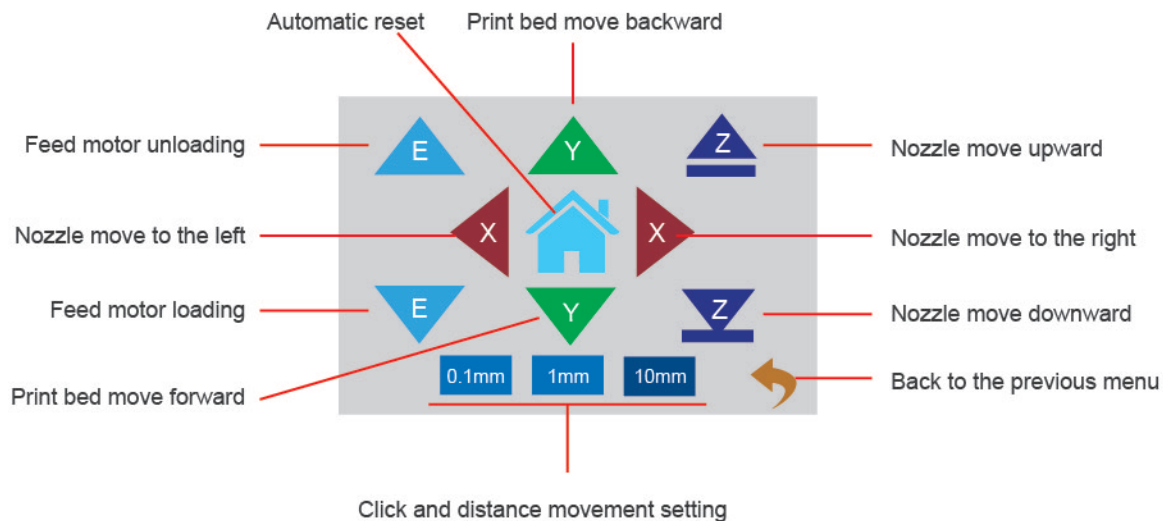 Automatic reset
Print bed move backward
Feed motor unloading
E
Y
Z
Nozzle move upward
Nozzle move to the left
X
X
Nozzle move to the right
Feed motor loading
E
Y
Z
Nozzle move downward
Print bed move forward
0.1mm
1mm
10mm
Back to the previous menu
Click and distance movement setting